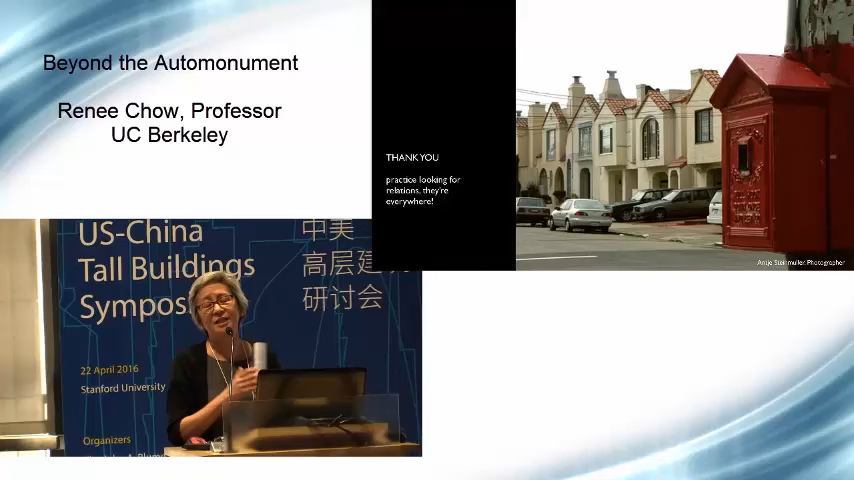 Beyond the Automonument
Renee Chow, Professor
UC Berkeley
THANK YOU
practice looking for
relations, they're
everywhere!
Antje Steinmuller, Photographer
US-China
Tall Buildings
Sympos
中美
高层建
研讨会
22 April 2016
Stanford University
Organizers